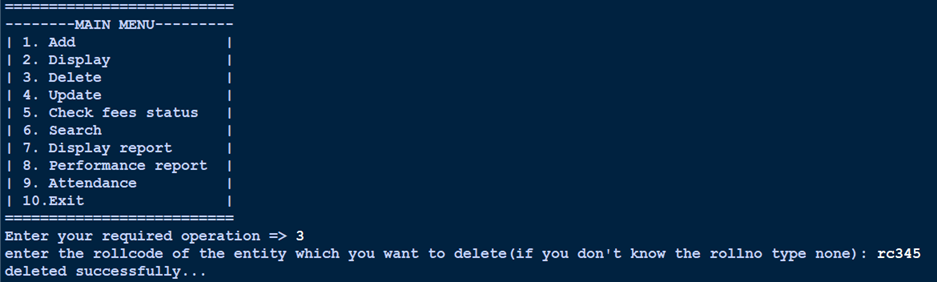 ==========================
--------MAIN MENU---------
| 1. Add                 |
| 2. Display             |
| 3. Delete              |
| 4. Update              |
| 5. Check fees status   |
| 6. Search              |
| 7. Display report      |
| 8. Performance report  |
| 9. Attendance          |
| 10.Exit                |
==========================
Enter your required operation => 3
enter the rollcode of the entity which you want to delete(if you don't know the rollno type none): rc345
deleted successfully...